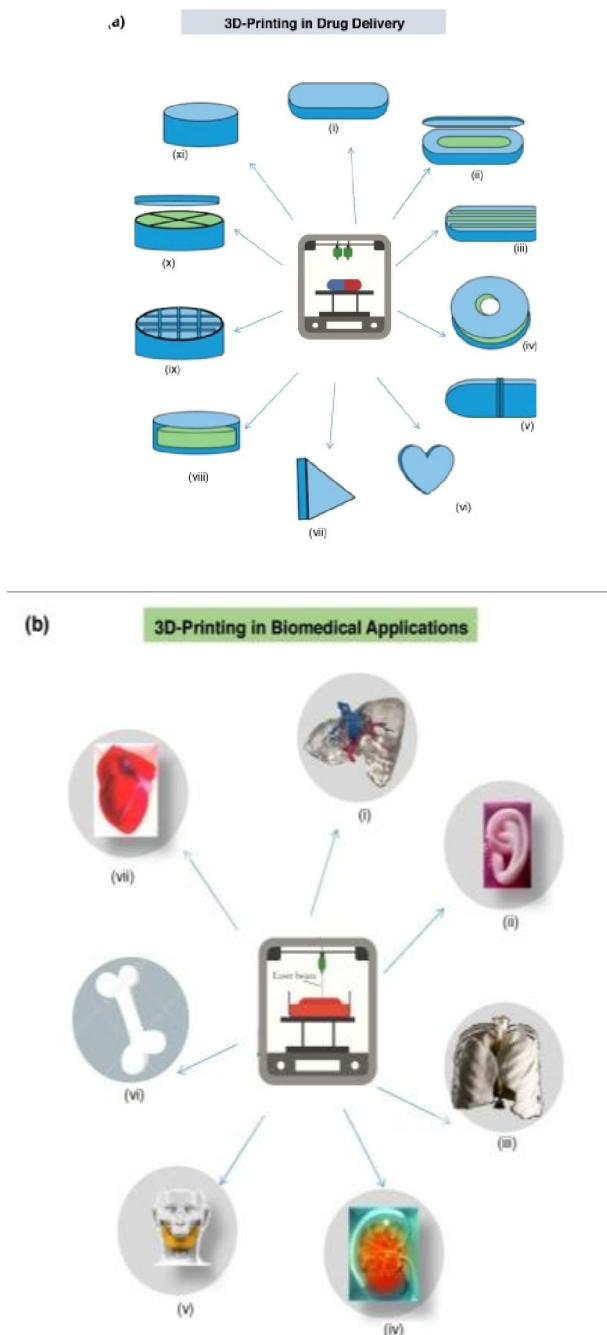 (a)
3D-Printing in Drug Delivery
(i)
(xi)
(ii)
(iii)
(x)
(iv)
(ix)
(v)
(viii)
(vi)
(vii)
(b)
3D-Printing in Biomedical Applications
(i)
(vii)
(ii)
Laser beam
(vi)
(iii)
(v)
(iv)